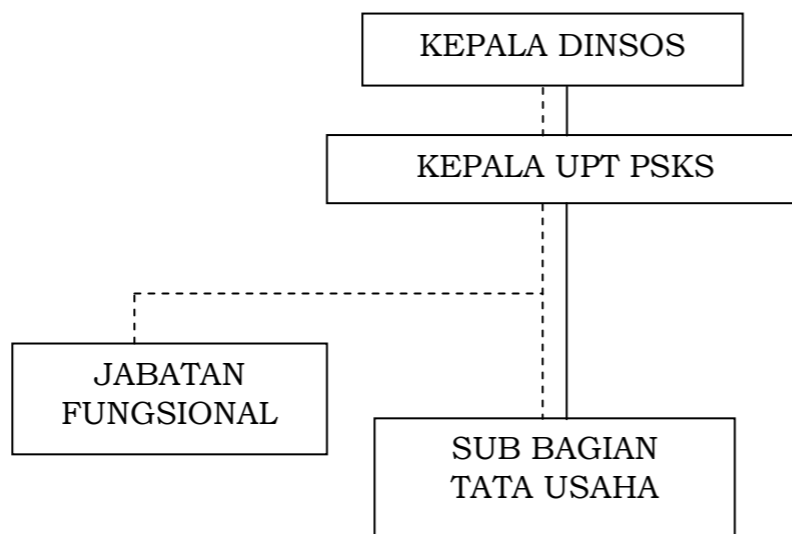 KEPALA DINSOS
KEPALA UPT PSKS
JABATAN
FUNGSIONAL
SUB BAGIAN
TATA USAHA